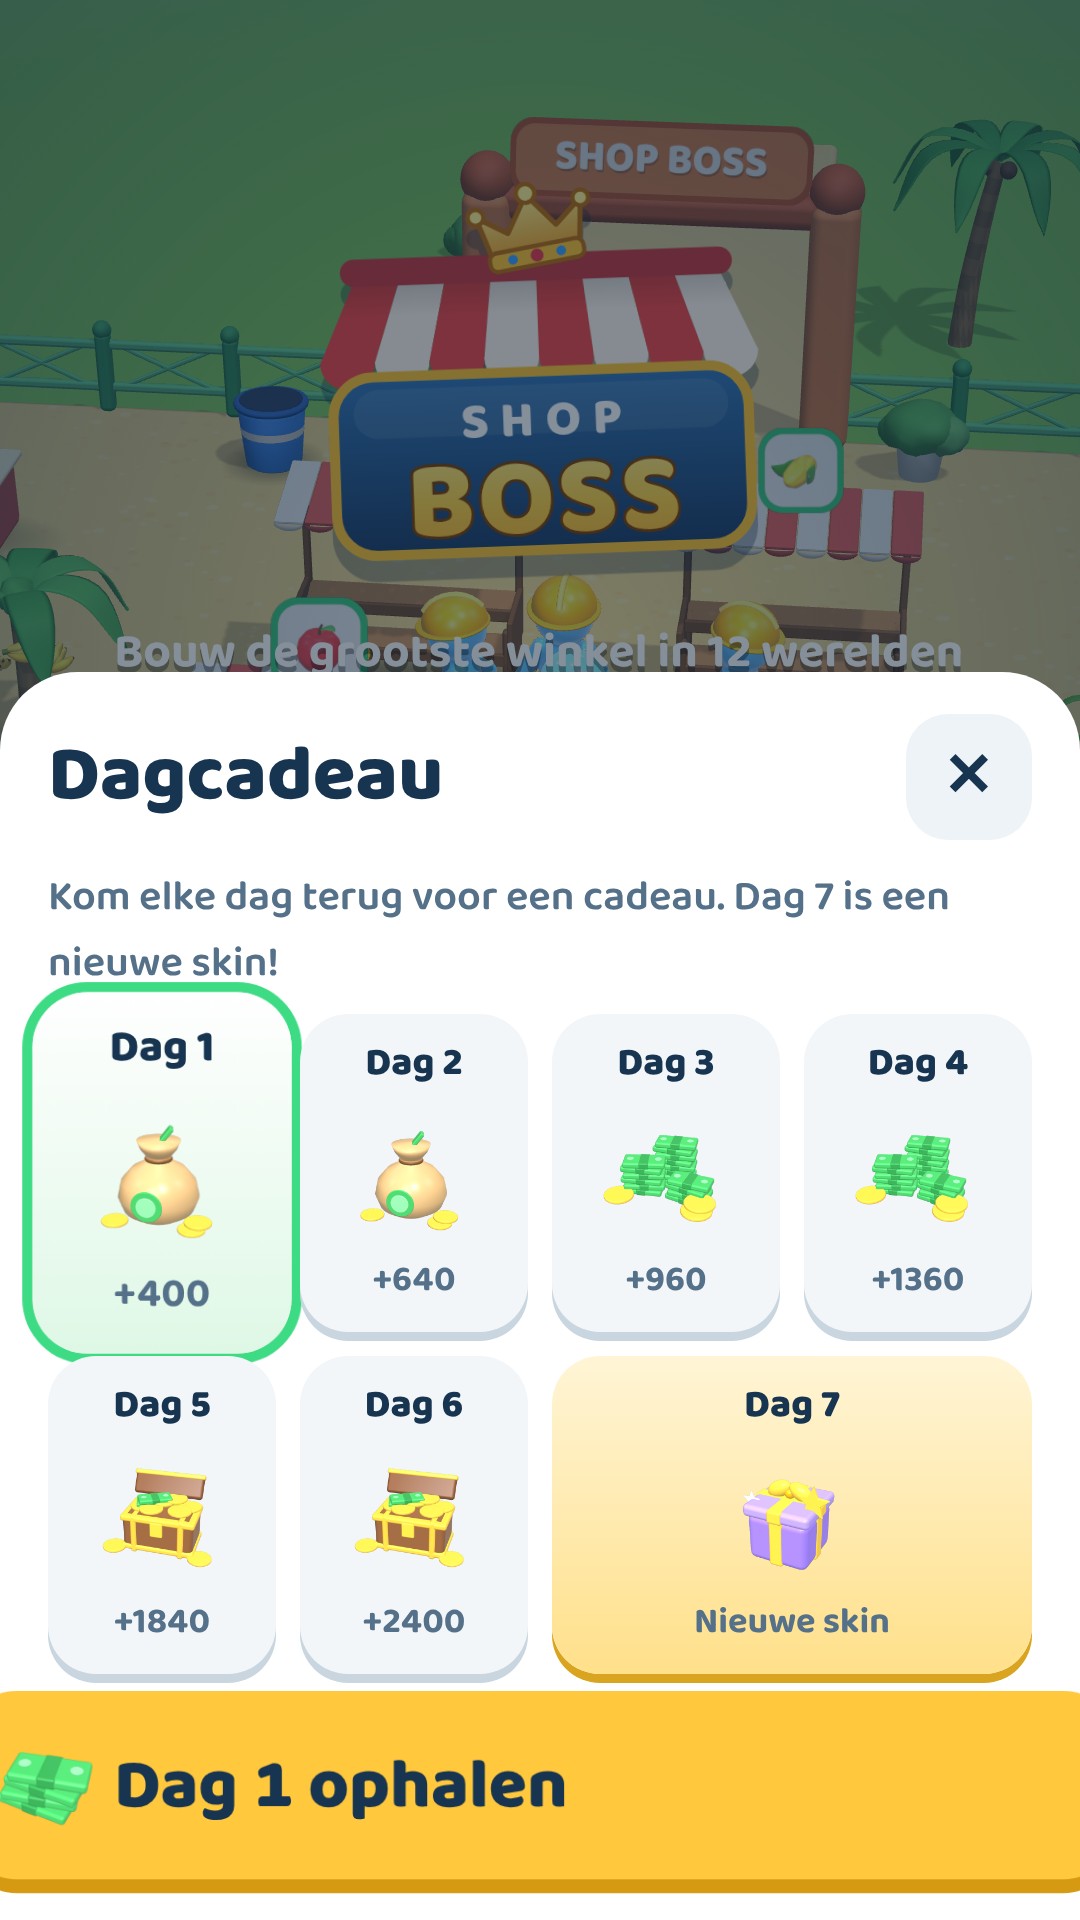 SHOP BOSS
SHOP
BOSS
Bouw de grootste winkel in 12 werelden
Dagcadeau
Kom elke dag terug voor een cadeau. Dag 7 is een
nieuwe skin!
Dag 1
+400
Dag 2
+640
Dag 3
+960
Dag 4
+1360
Dag 5
+1840
Dag 6
+2400
Dag 7
Nieuwe skin
Dag 1 ophalen